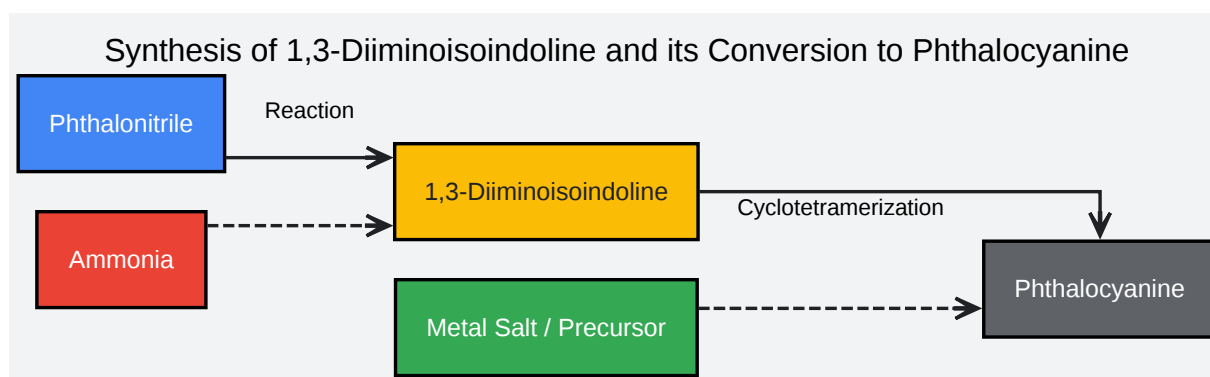 Synthesis of 1,3-Diiminoisoindoline and its Conversion to Phthalocyanine
Phthalonitrile
Reaction
1,3-Diiminoisoindoline
Cyclotetramerization
Ammonia
Phthalocyanine
Metal Salt / Precursor